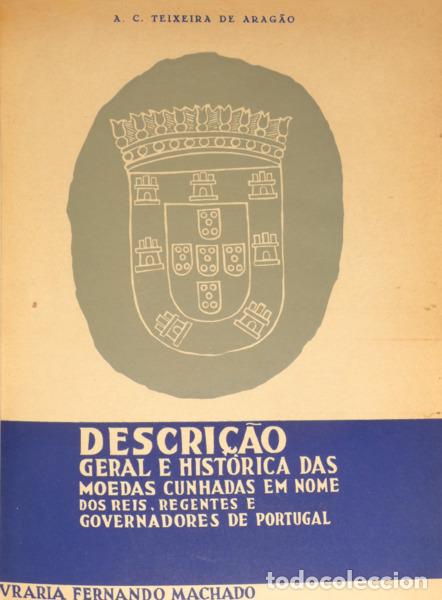 A. C. TEIXEIRA DE ARAGÃO
DESCRIÇÃO
GERAL E HISTÓRICA DAS
MOEDAS CUNHADAS EM NOME
DOS REIS, REGENTES E
GOVERNADORES DE PORTUGAL
VRARIA FERNANDO MACHADO
todocoleccion.net